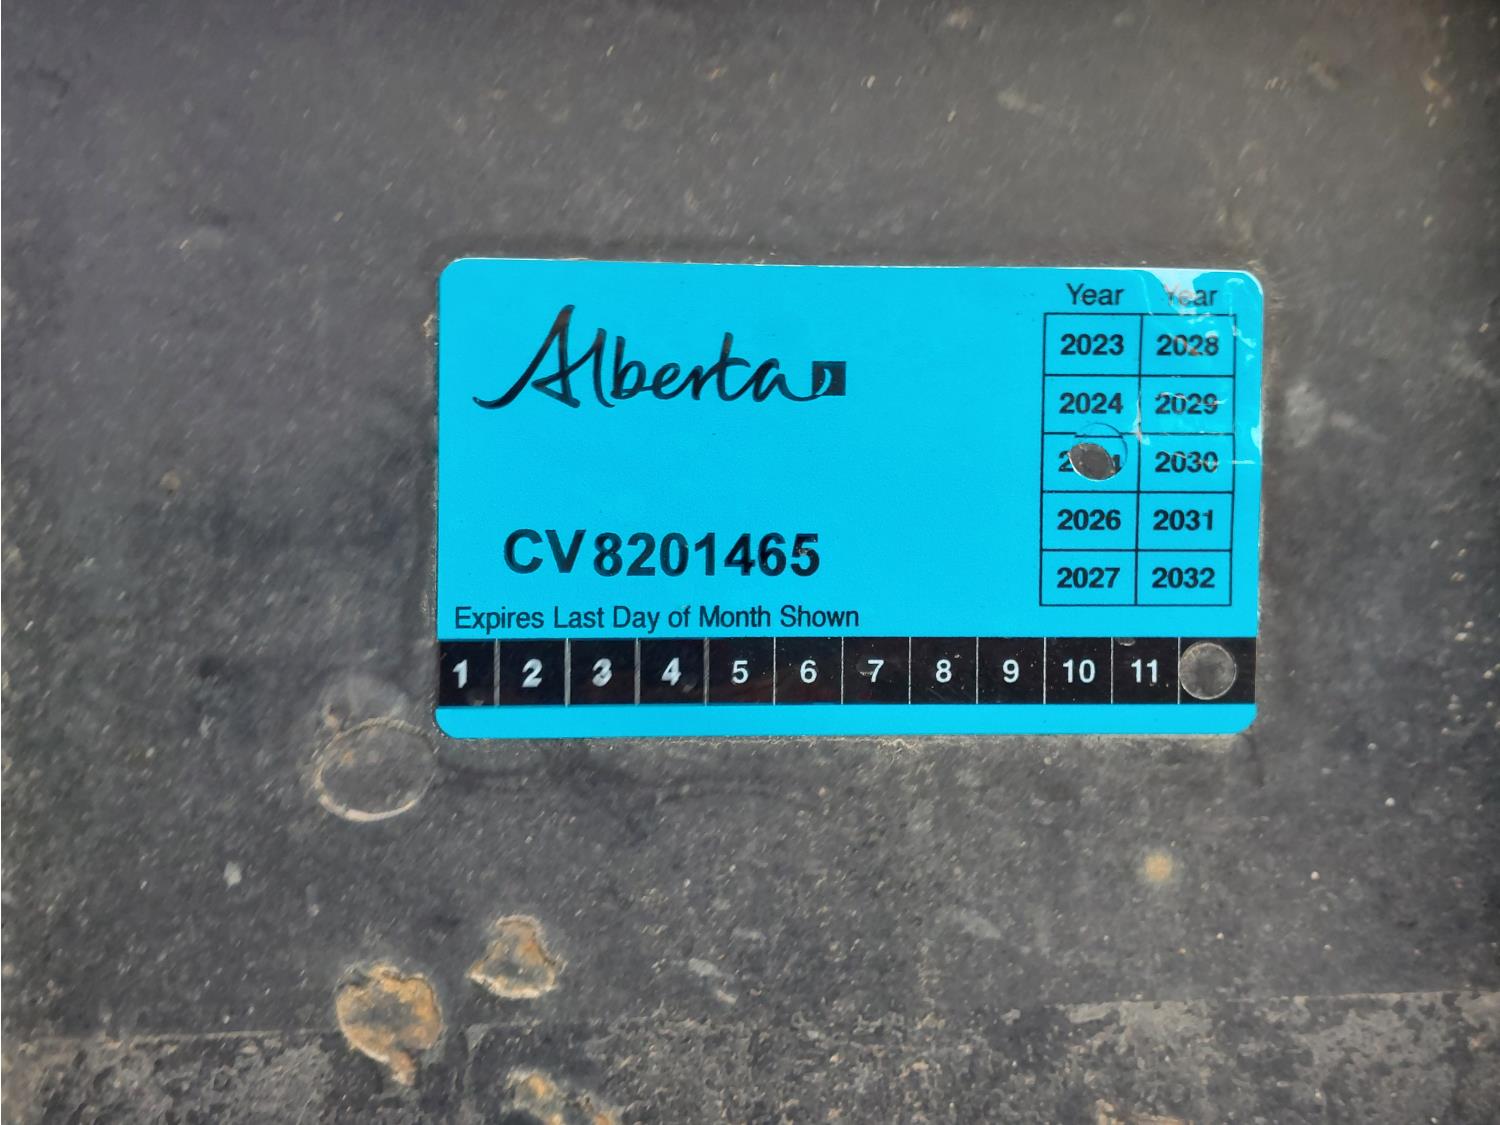 Alberta
Year Year
2023 2028
2024 2029
2030
2026 2031
2027 2032
CV8201465
Expires Last Day of Month Shown
1 2 3 4 5 6 7 8 9 10 11